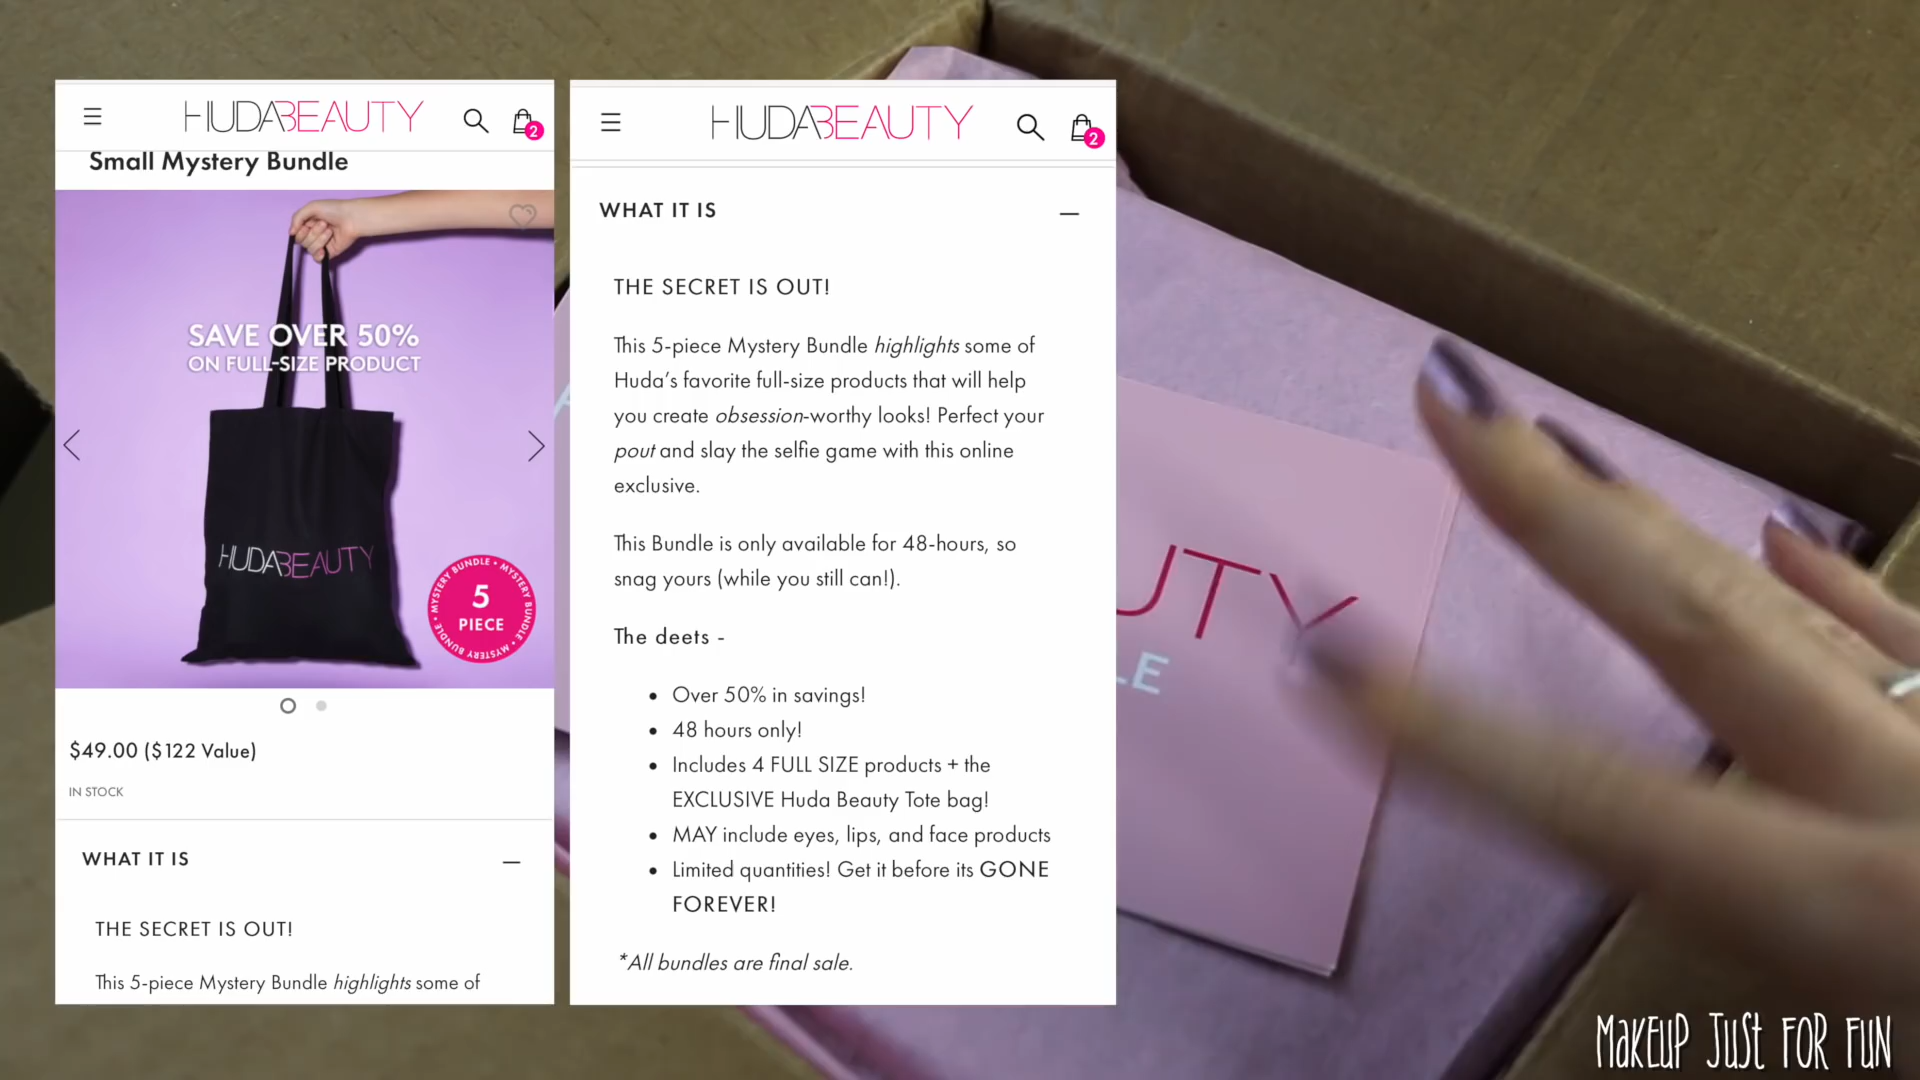 HUDABEAUTY
2
Small Mystery Bundle
SAVE OVER 50%
ON FULL-SIZE PRODUCT
HUDABEAUTY
MYSTERY BUNDLE • MYSTERY BUNDLE • MYSTERY BUNDLE •
5
PIECE
$49.00 ($122 Value)
IN STOCK
WHAT IT IS
THE SECRET IS OUT!
This 5-piece Mystery Bundle highlights some of
HUDABEAUTY
2
WHAT IT IS
THE SECRET IS OUT!
This 5-piece Mystery Bundle highlights some of
Huda's favorite full-size products that will help
you create obsession-worthy looks! Perfect your
pout and slay the selfie game with this online
exclusive.
This Bundle is only available for 48-hours, so
snag yours (while you still can!).
The deets -
• Over 50% in savings!
• 48 hours only!
• Includes 4 FULL SIZE products + the
EXCLUSIVE Huda Beauty Tote bag!
• MAY include eyes, lips, and face products
• Limited quantities! Get it before its GONE
FOREVER!
*All bundles are final sale.
UTY
LE
MAKEUP JUST FOR FUN